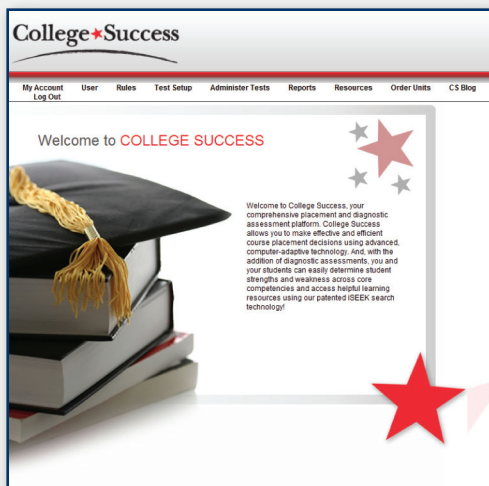 College★Success
My Account User Rules Test Setup Administer Tests Reports Resources Order Units CS Blog
Log Out
Welcome to COLLEGE SUCCESS
Welcome to College Success, your
comprehensive placement and diagnostic
assessment platform. College Success
allows you to make effective and efficient
course placement decisions using advanced,
computer-adaptive technology. And, with the
addition of diagnostic assessments, you and
your students can easily determine student
strengths and weakness across core
competencies and access helpful learning
resources using our patented iSEEK search
technology!